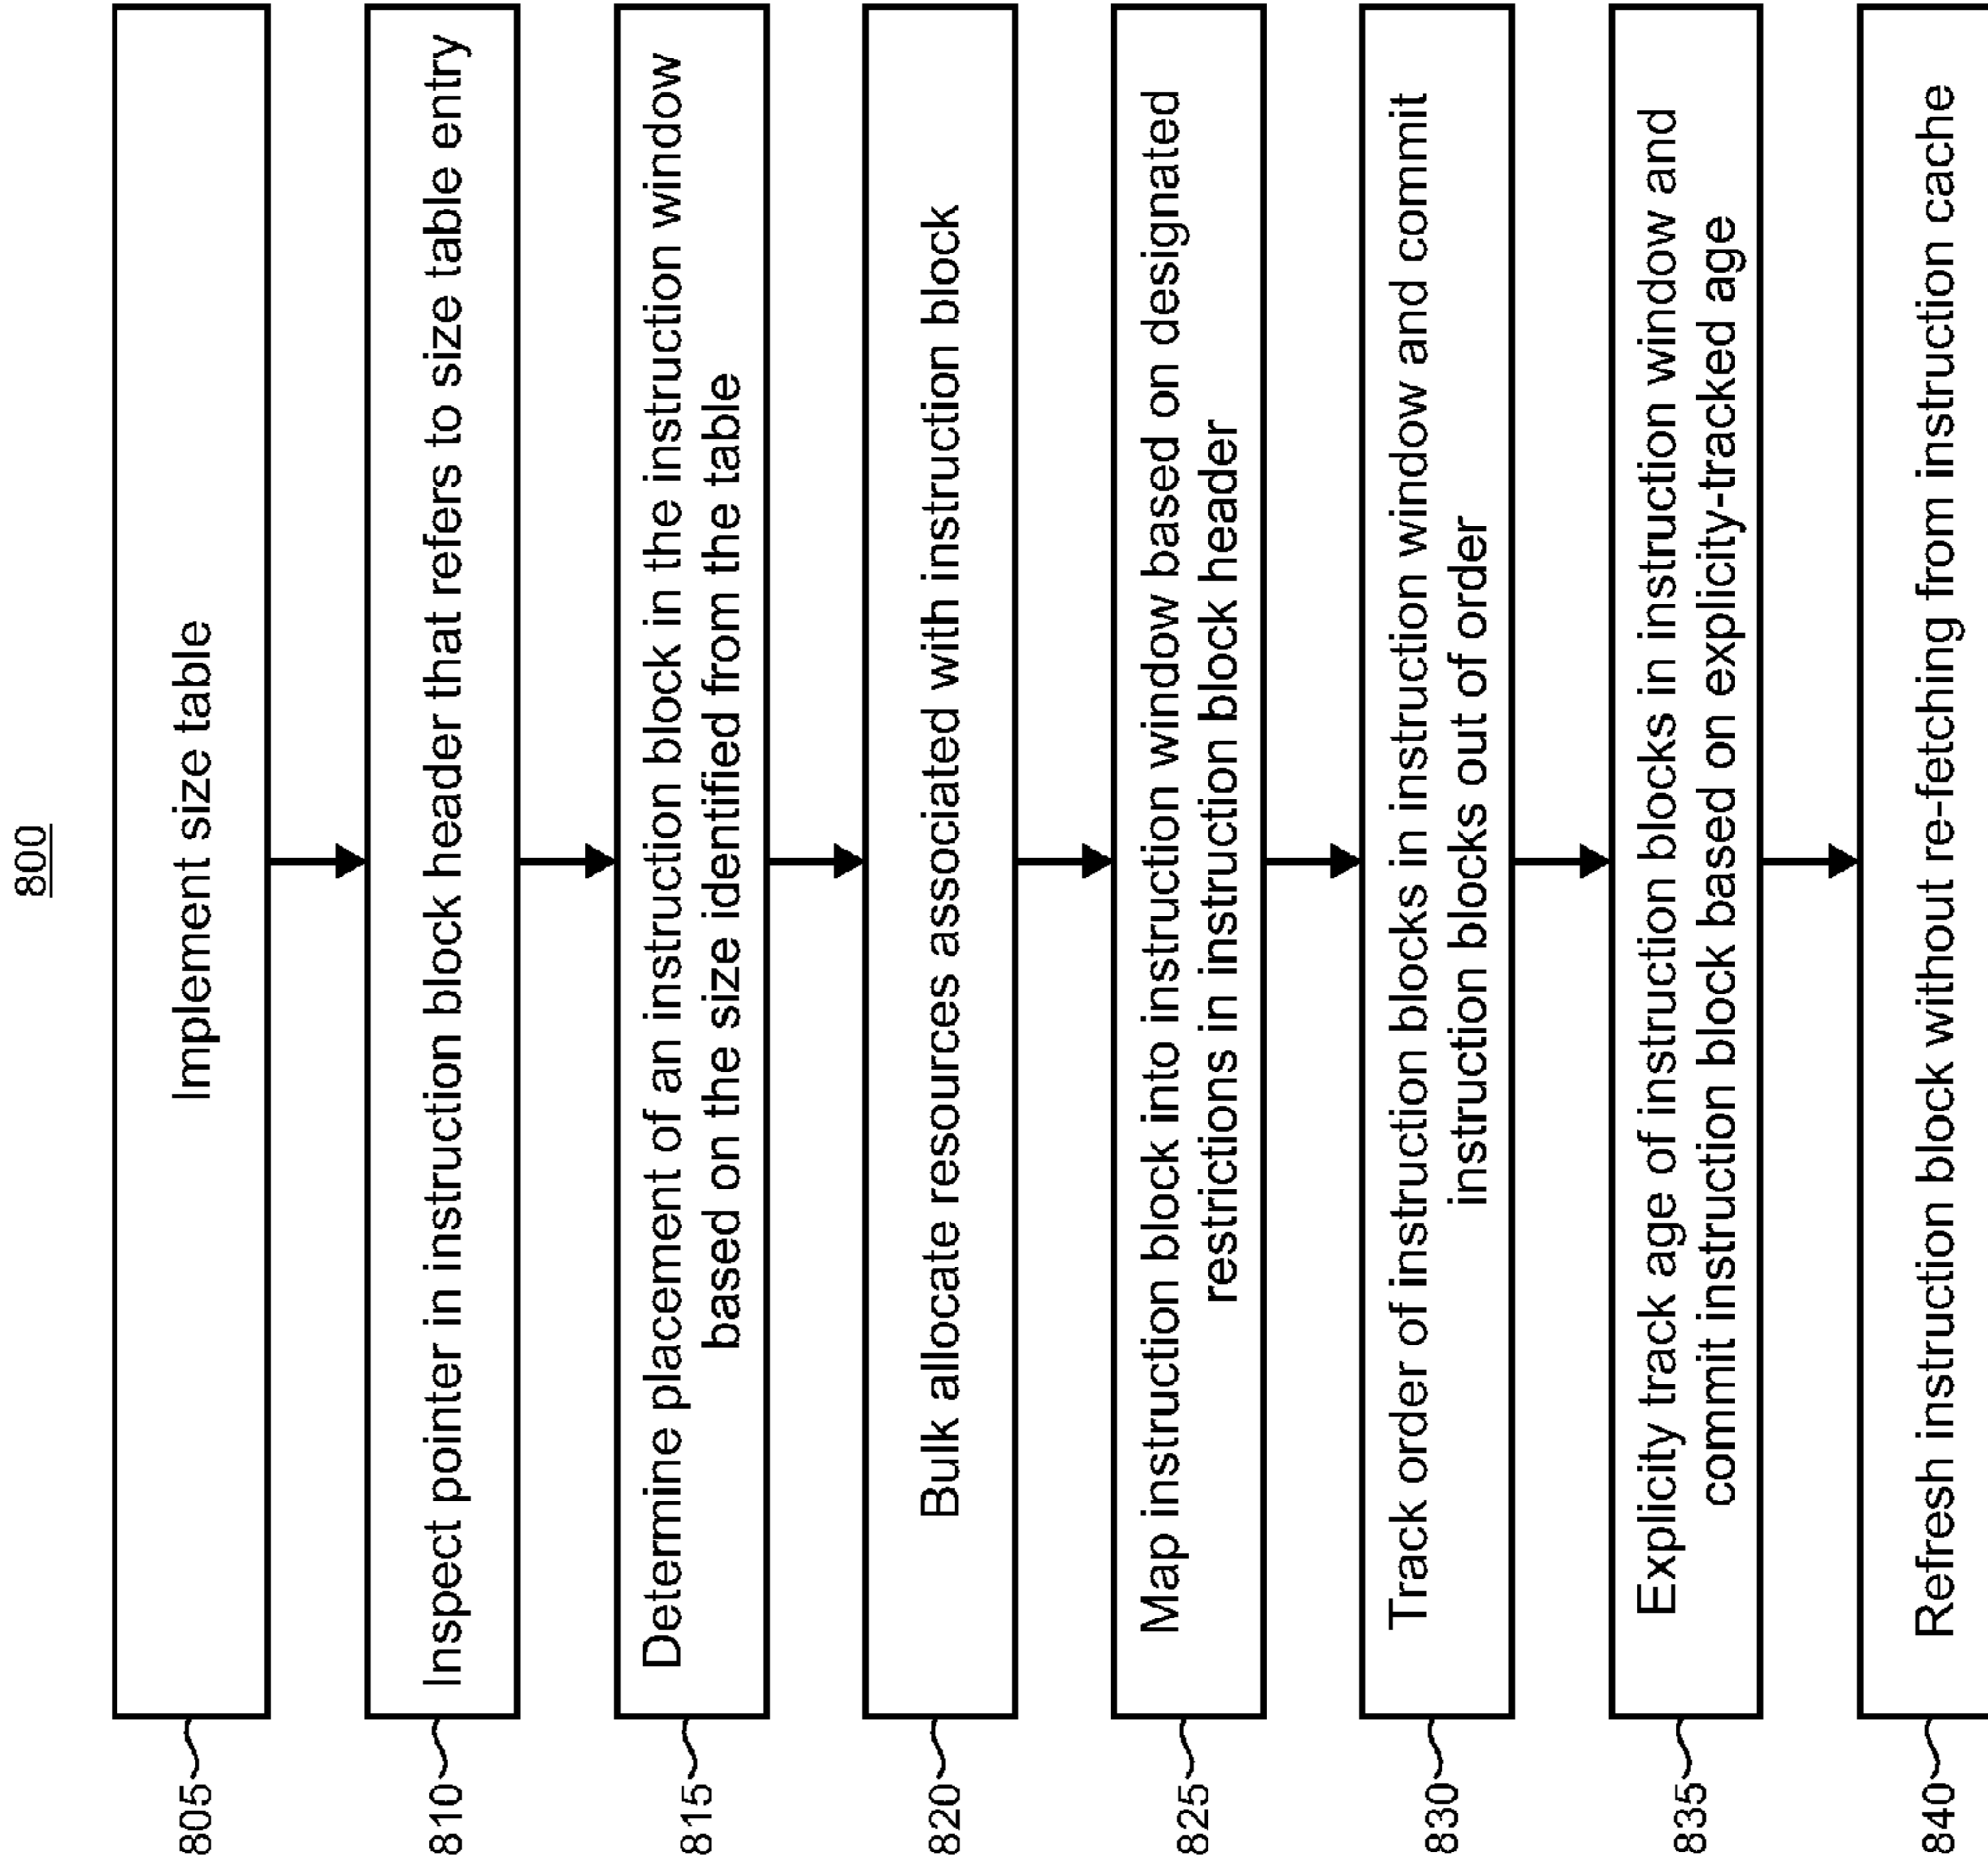 800
805
Implement size table
810
Inspect pointer in instruction block header that refers to size table entry
815
Determine placement of an instruction block in the instruction window
based on the size identified from the table
820
Bulk allocate resources associated with instruction block
825
Map instruction block into instruction window based on designated
restrictions in instruction block header
830
Track order of instruction blocks in instruction window and commit
instruction blocks out of order
835
Explicity track age of instruction blocks in instruction window and
commit instruction block based on explicity-tracked age
840
Refresh instruction block without re-fetching from instruction cache